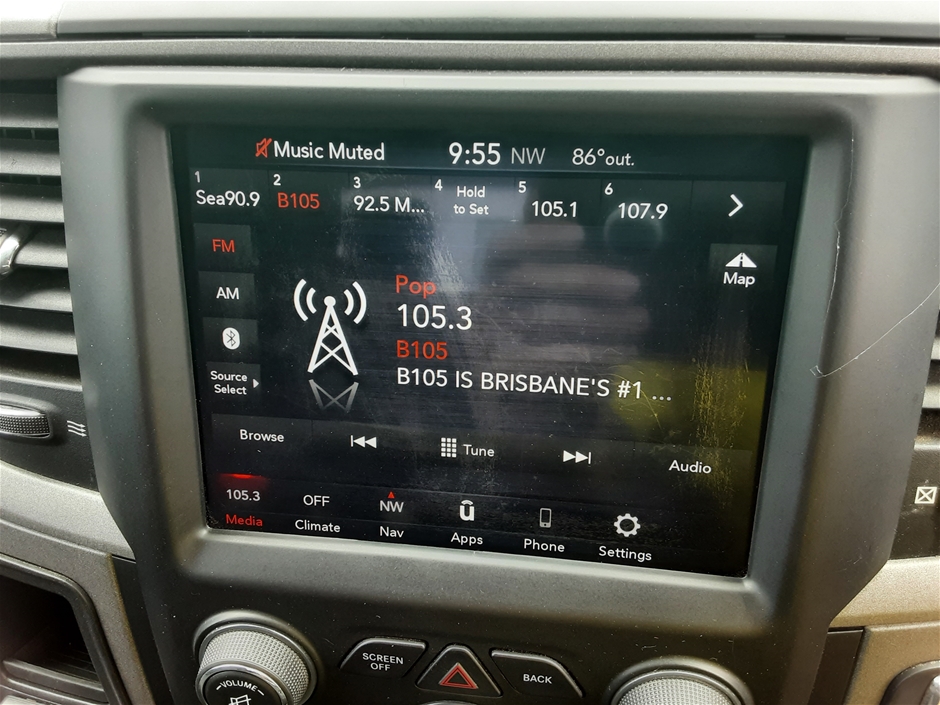 Music Muted 9:55 NW 86°out.
1 2 3 4 5 6
Sea90.9 B105 92.5 M... Hold to Set 105.1 107.9
FM
AM
Source
Select
Map
Pop
105.3
B105
B105 IS BRISBANE'S #1 ...
Browse Tune Audio
105.3 OFF NW
Media Climate Nav Apps Phone Settings
VOLUME
SCREEN
OFF
BACK